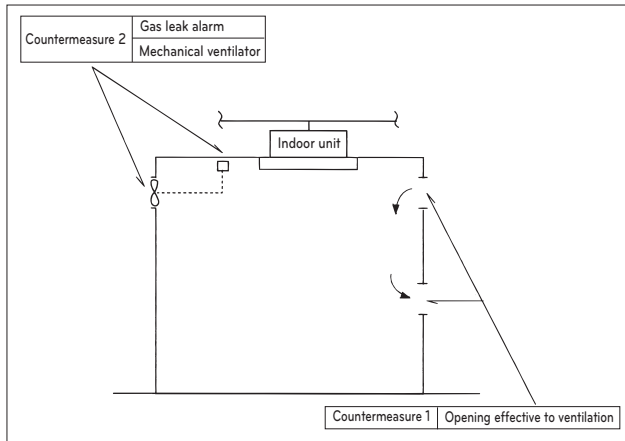 Countermeasure 2
Gas leak alarm
Mechanical ventilator
Indoor unit
Countermeasure 1
Opening effective to ventilation